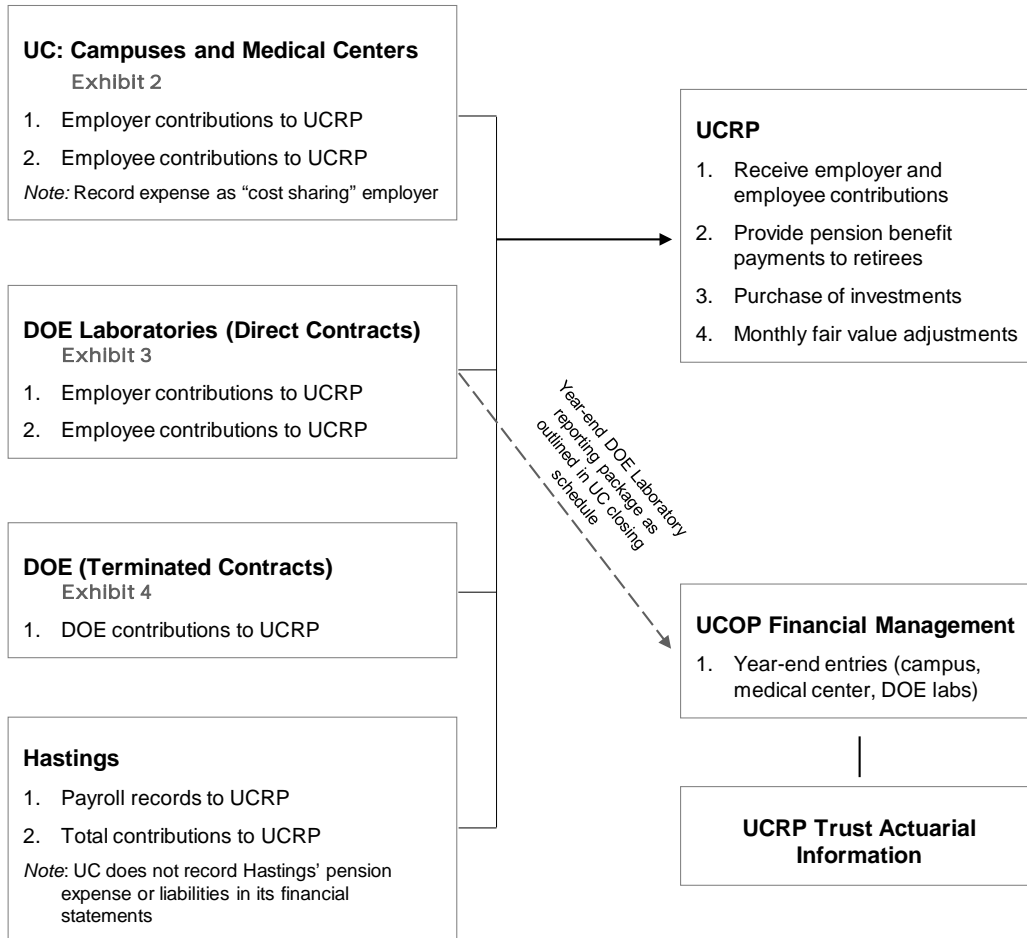 UC: Campuses and Medical Centers
Exhibit 2
1. Employer contributions to UCRP
2. Employee contributions to UCRP
Note: Record expense as “cost sharing” employer
DOE Laboratories (Direct Contracts)
Exhibit 3
1. Employer contributions to UCRP
2. Employee contributions to UCRP
DOE (Terminated Contracts)
Exhibit 4
1. DOE contributions to UCRP
Hastings
1. Payroll records to UCRP
2. Total contributions to UCRP
Note: UC does not record Hastings’ pension
expense or liabilities in its financial
statements
UCRP
1. Receive employer and
employee contributions
2. Provide pension benefit
payments to retirees
3. Purchase of investments
4. Monthly fair value adjustments
Year-end DOE Laboratory
reporting package as
outlined in UC closing
schedule
UCOP Financial Management
1. Year-end entries (campus,
medical center, DOE labs)
UCRP Trust Actuarial
Information